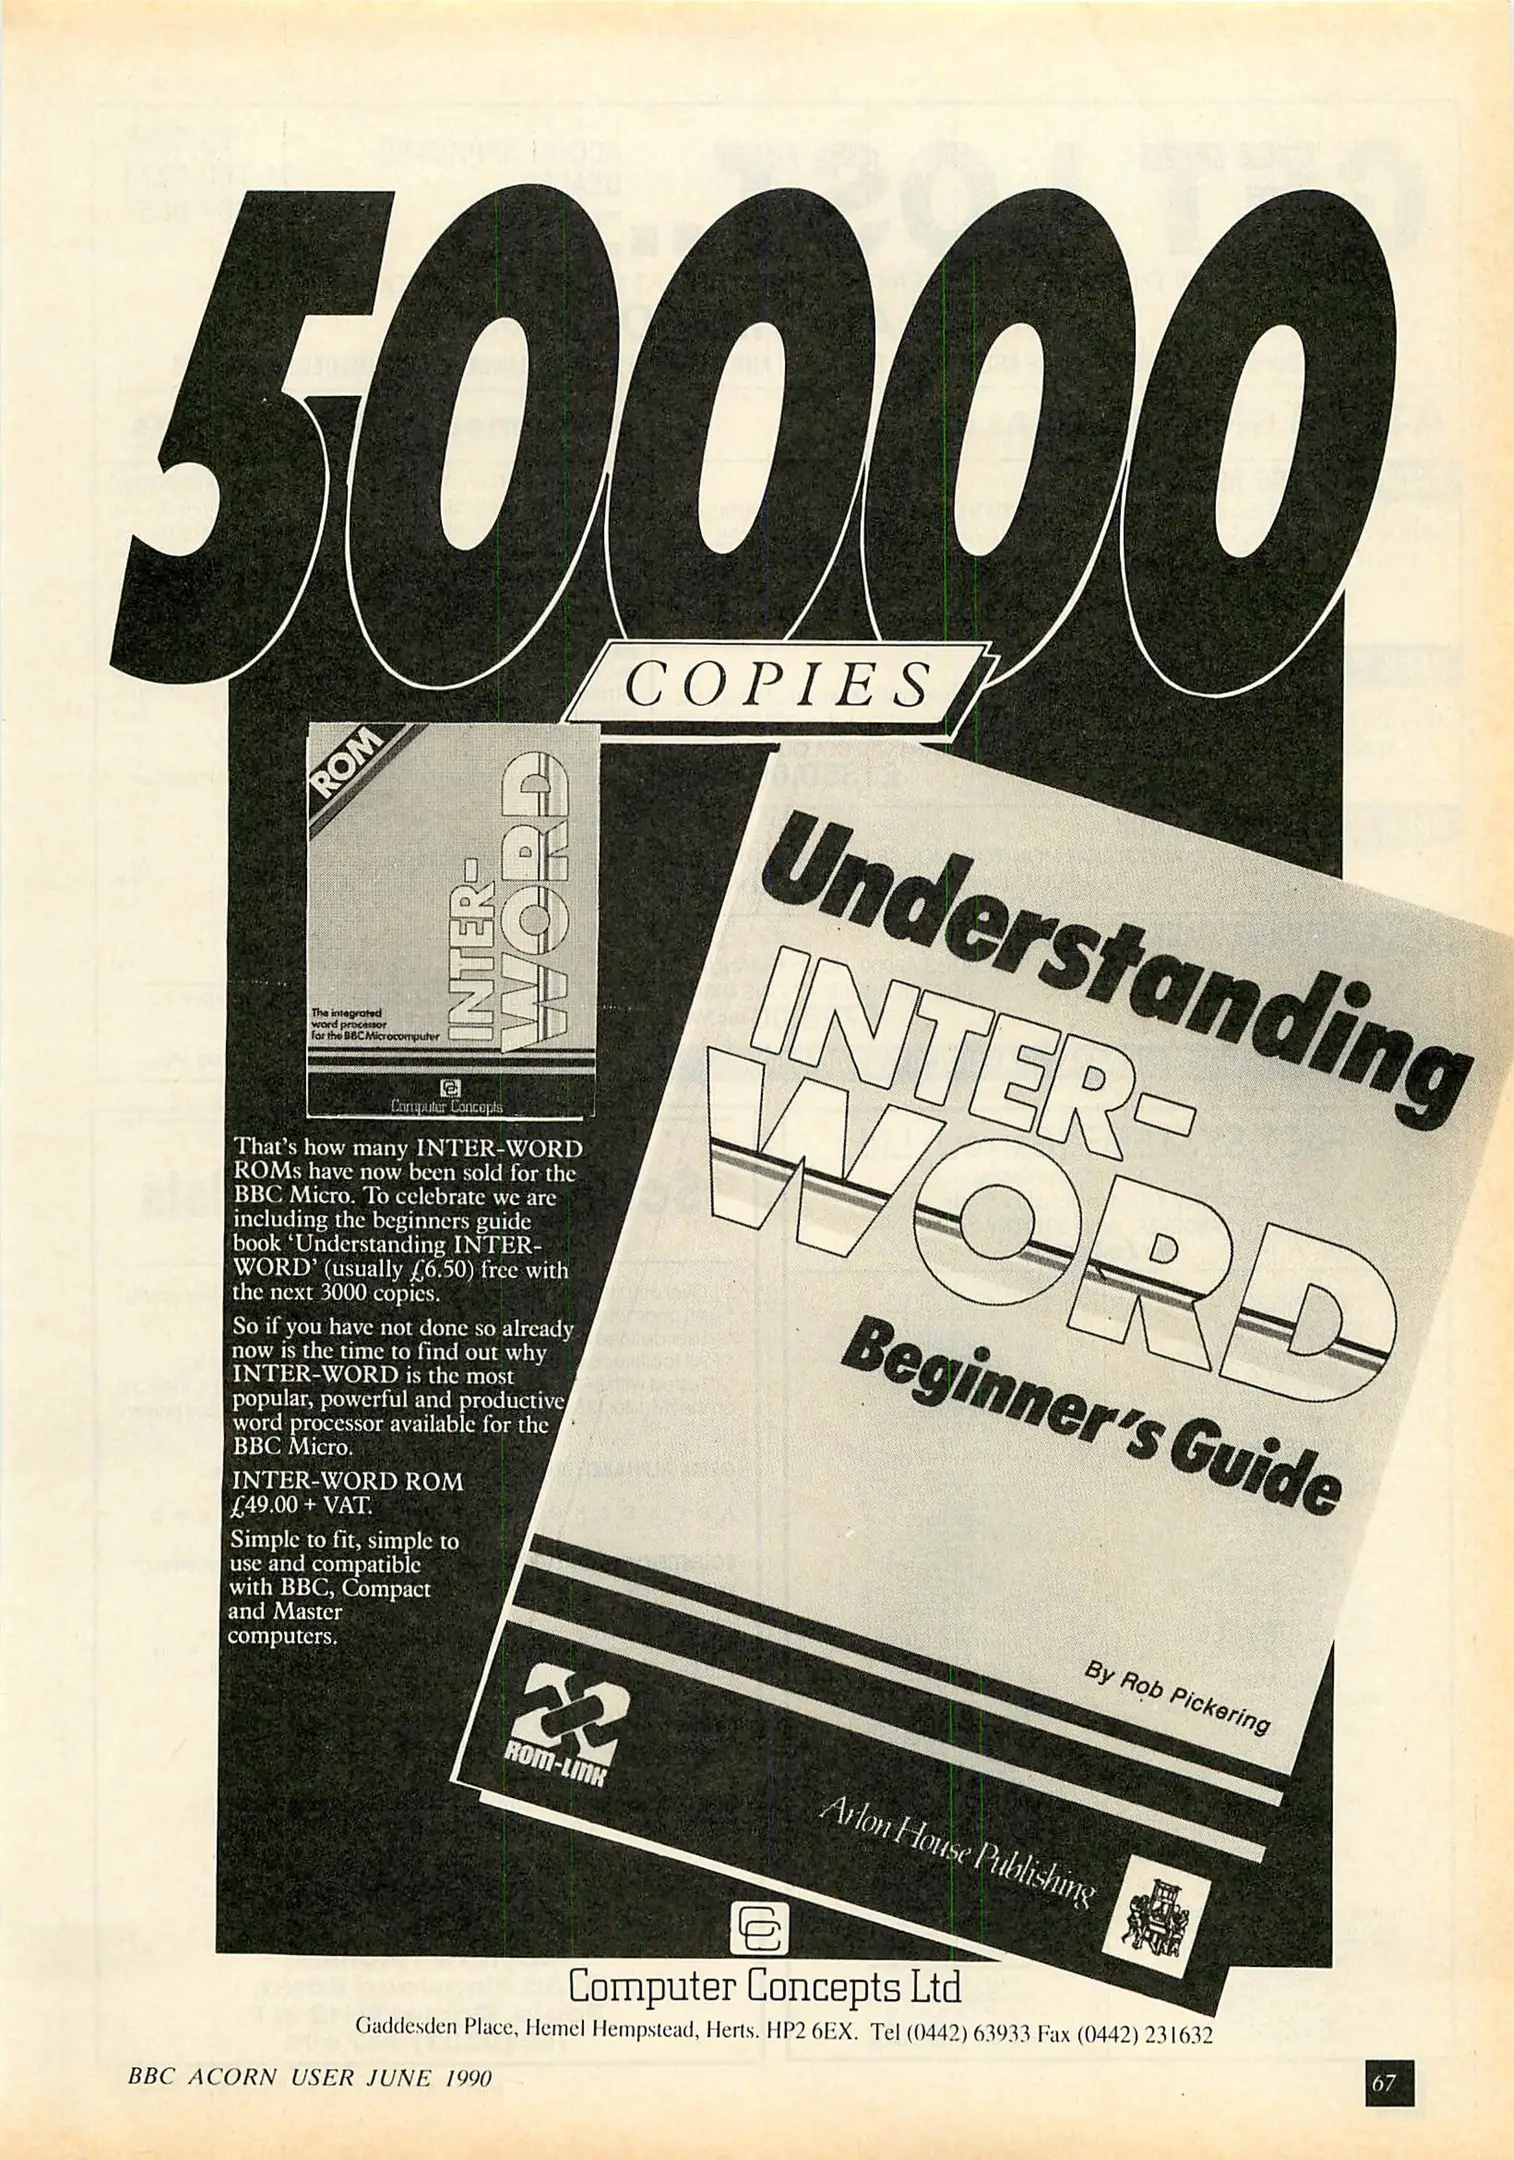 50000
COPIES
ROM
INTER-
WORD
The integrated
word processor
for the BBC Microcomputer
Computer Concepts
That's how many INTER-WORD
ROMs have now been sold for the
BBC Micro. To celebrate we are
including the beginners guide
book 'Understanding INTER-
WORD' (usually £6.50) free with
the next 3000 copies.
So if you have not done so already
now is the time to find out why
INTER-WORD is the most
popular, powerful and productive
word processor available for the
BBC Micro.
INTER-WORD ROM
£49.00 + VAT.
Simple to fit, simple to
use and compatible
with BBC, Compact
and Master
computers.
Understanding
INTER-
WORD
Beginner's Guide
By Rob Pickering
ROM-LINK
Arlon House Publishing
Computer Concepts Ltd
Gaddesden Place, Hemel Hempstead, Herts. HP2 6EX. Tel (0442) 63933 Fax (0442) 231632
BBC ACORN USER JUNE 1990
67